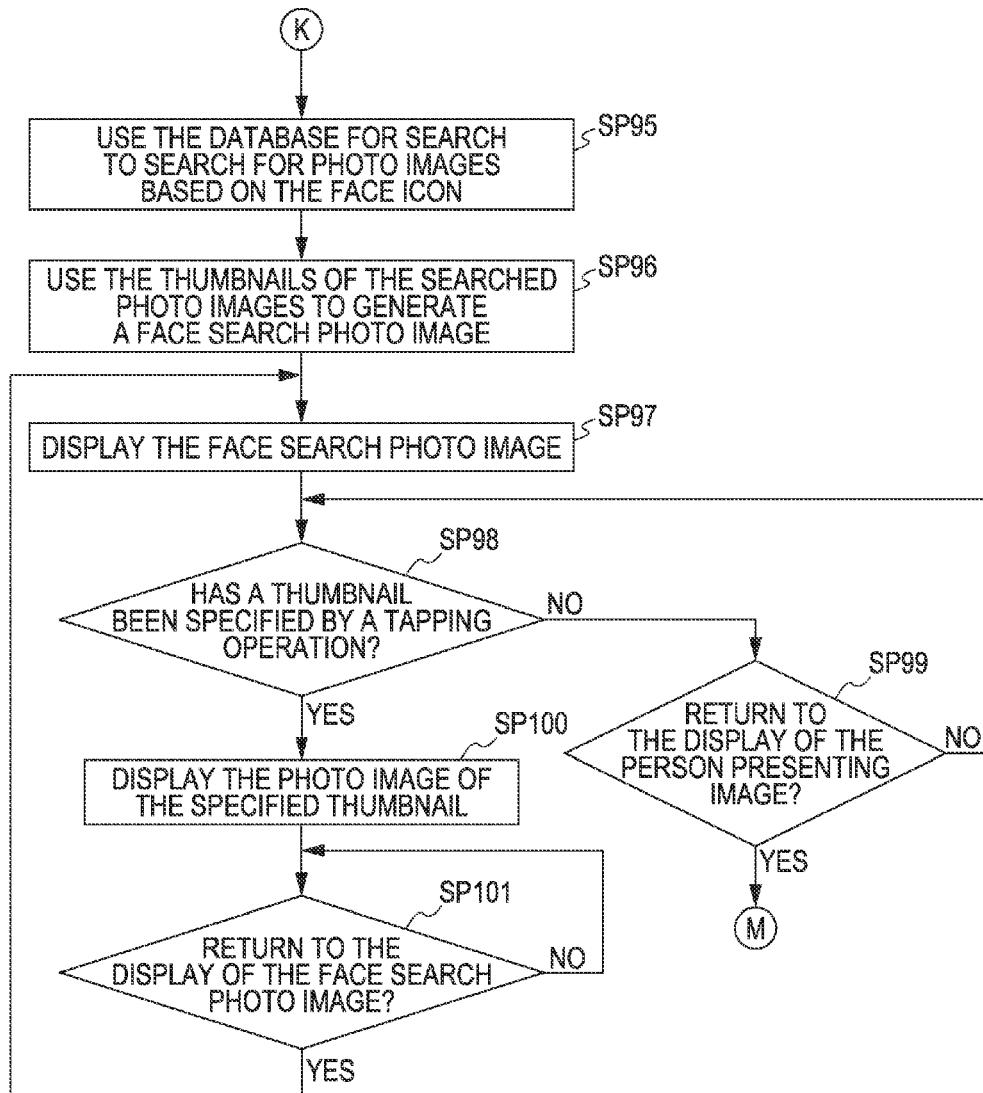 K
SP95
USE THE DATABASE FOR SEARCH
TO SEARCH FOR PHOTO IMAGES
BASED ON THE FACE ICON
SP96
USE THE THUMBNAILS OF THE SEARCHED
PHOTO IMAGES TO GENERATE
A FACE SEARCH PHOTO IMAGE
SP97
DISPLAY THE FACE SEARCH PHOTO IMAGE
SP98
HAS A THUMBNAIL
BEEN SPECIFIED BY A TAPPING
OPERATION?
NO
YES
SP99
RETURN TO
THE DISPLAY OF THE
PERSON PRESENTING
IMAGE?
NO
YES
M
SP100
DISPLAY THE PHOTO IMAGE OF
THE SPECIFIED THUMBNAIL
SP101
RETURN TO THE
DISPLAY OF THE FACE SEARCH
PHOTO IMAGE?
NO
YES